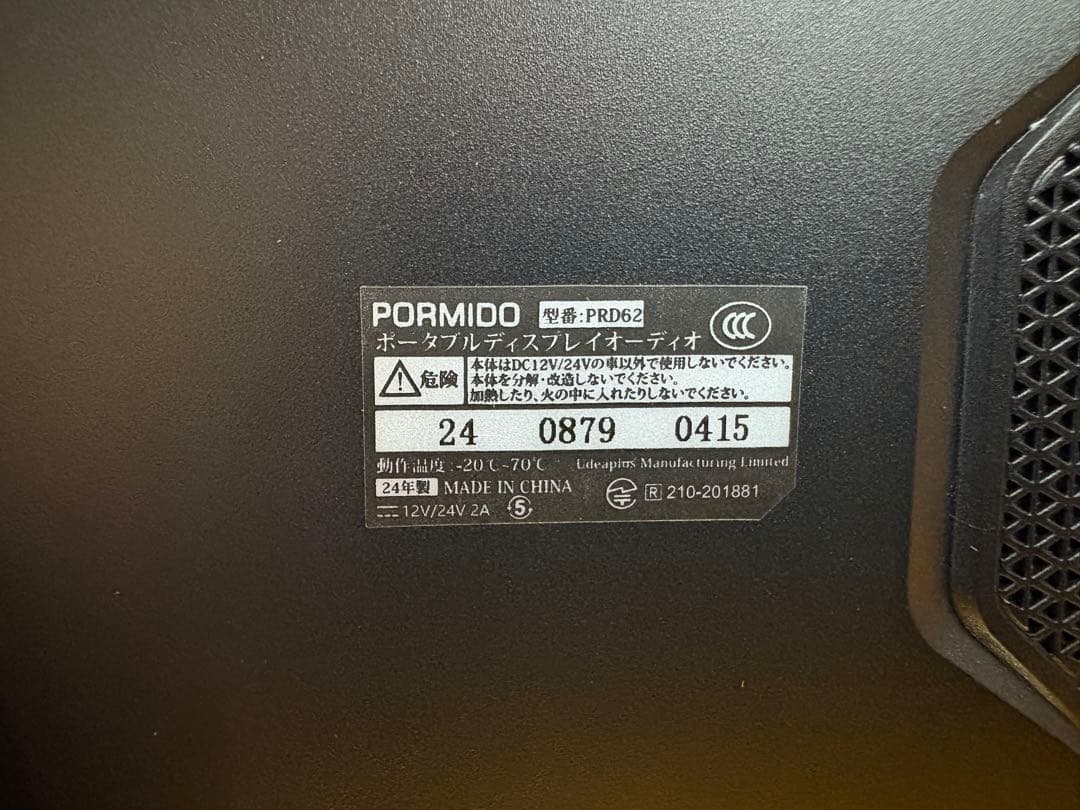 PORMIDO 型番:PRD62
ポータブルディスプレイオーディオ
危険
本体はDC12V/24Vの車以外で使用しないでください。
本体を分解・改造しないでください。
加熱したり、火の中に入れたりしないでください。
24 0879 0415
動作温度:-20℃~70℃ Udeaplus Manufacturing Limited
24年製 MADE IN CHINA R 210-201881
12V/24V 2A 5